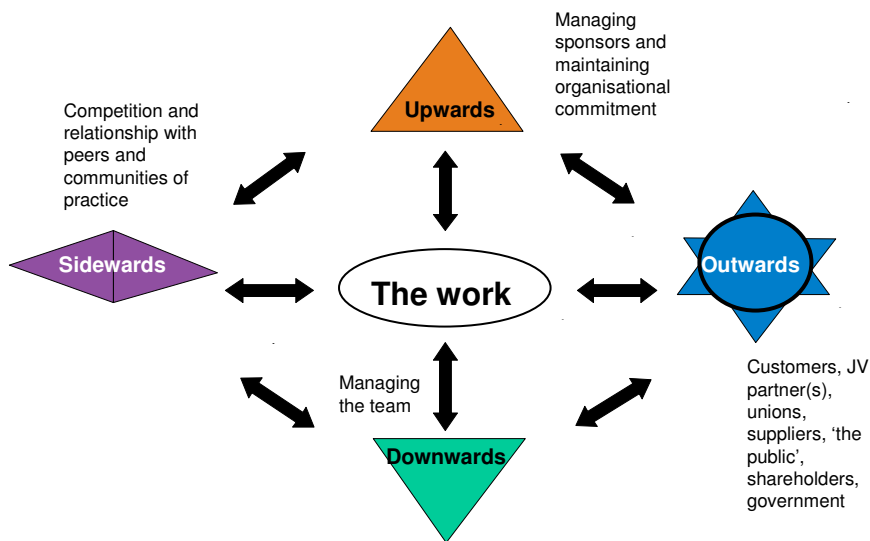 Managing
sponsors and
maintaining
organisational
commitment
Upwards
Competition and
relationship with
peers and
communities of
practice
Sidewards
The work
Outwards
Managing
the team
Downwards
Customers, JV
partner(s),
unions,
suppliers, ‘the
public’,
shareholders,
government